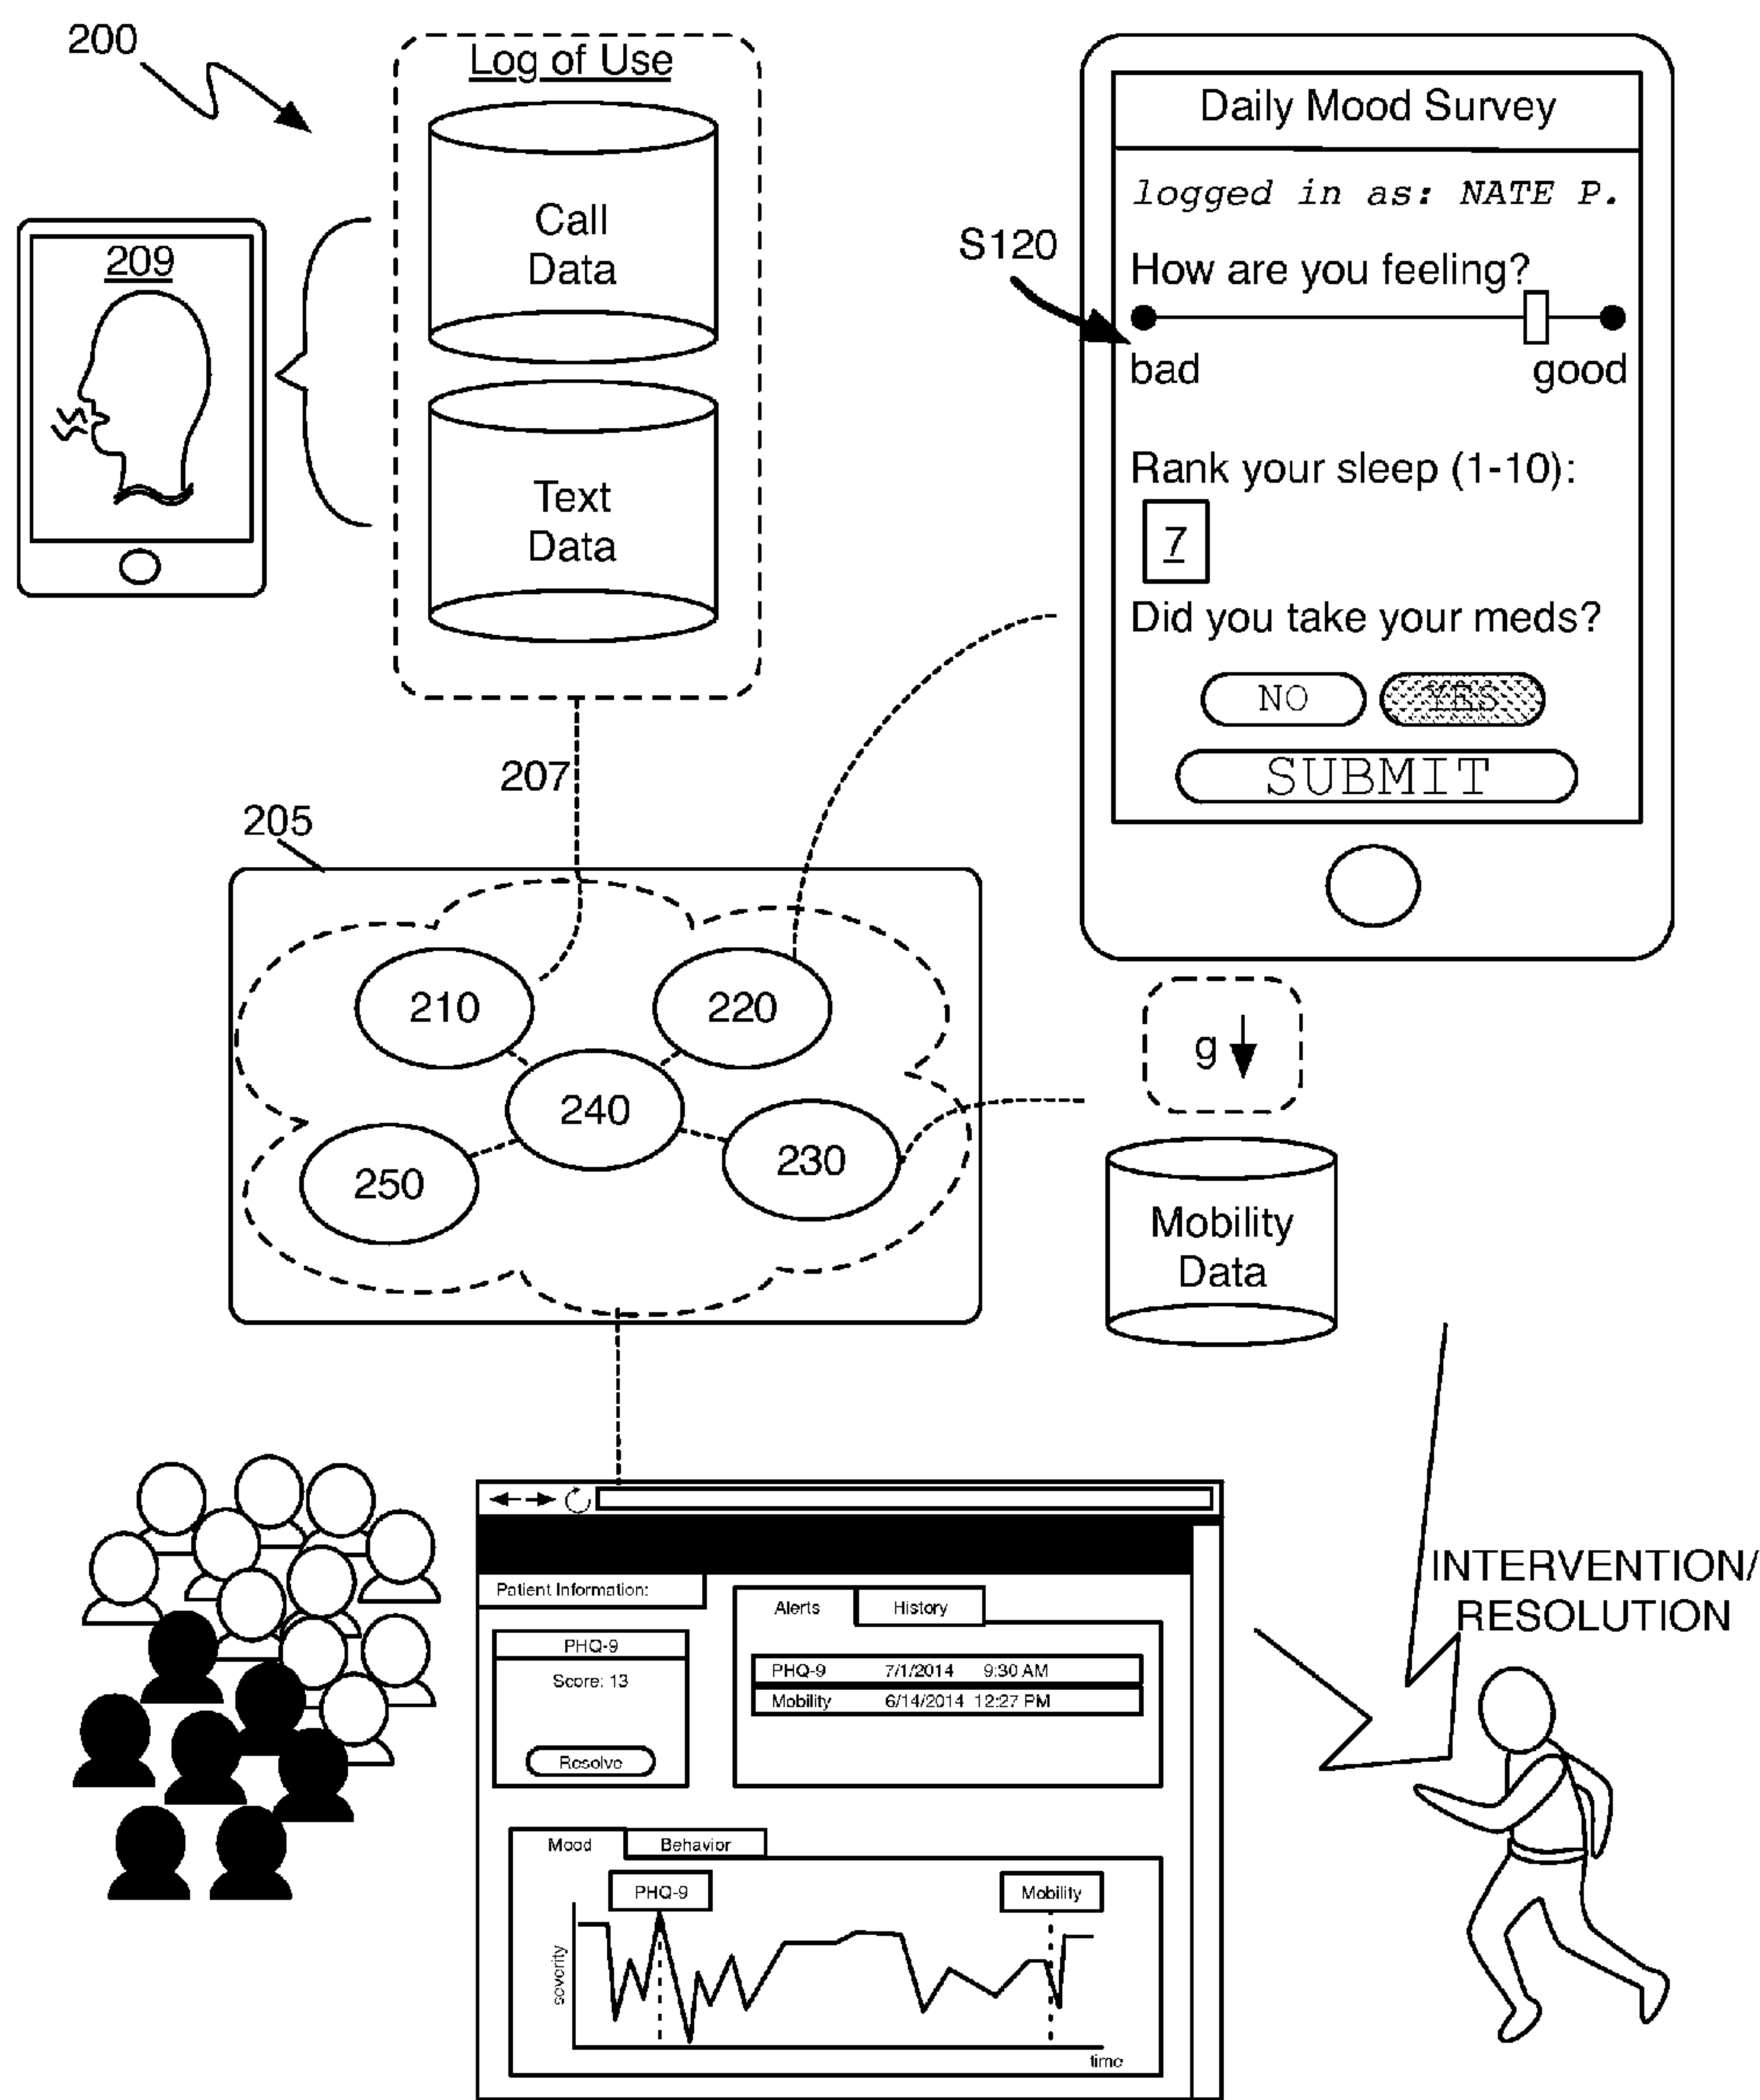 200
Log of Use
Call
Data
Text
Data
209
207
205
210
220
240
230
250
Daily Mood Survey
logged in as: NATE P.
S120
How are you feeling?
bad good
Rank your sleep (1-10):
7
Did you take your meds?
NO YES
SUBMIT
g
Mobility
Data
INTERVENTION/
RESOLUTION
Patient Information:
PHQ-9
Score: 13
Resolve
Alerts History
PHQ-9 7/1/2014 9:30 AM
Mobility 6/14/2014 12:27 PM
Mood Behavior
PHQ-9 Mobility
severity
time